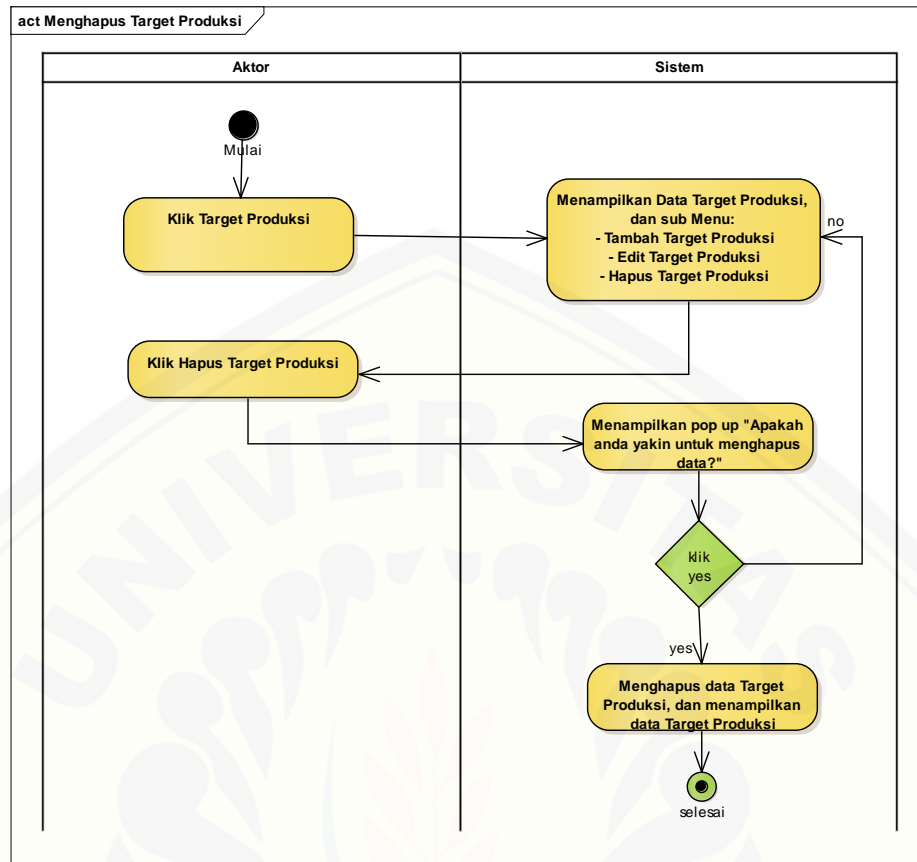 act Menghapus Target Produksi
Aktor
Sistem
Mulai
Klik Target Produksi
Menampilkan Data Target Produksi,
dan sub Menu:
- Tambah Target Produksi
- Edit Target Produksi
- Hapus Target Produksi
no
Klik Hapus Target Produksi
Menampilkan pop up "Apakah
anda yakin untuk menghapus
data?"
klik
yes
yes
Menghapus data Target
Produksi, dan menampilkan
data Target Produksi
selesai
UNIVERSITAS